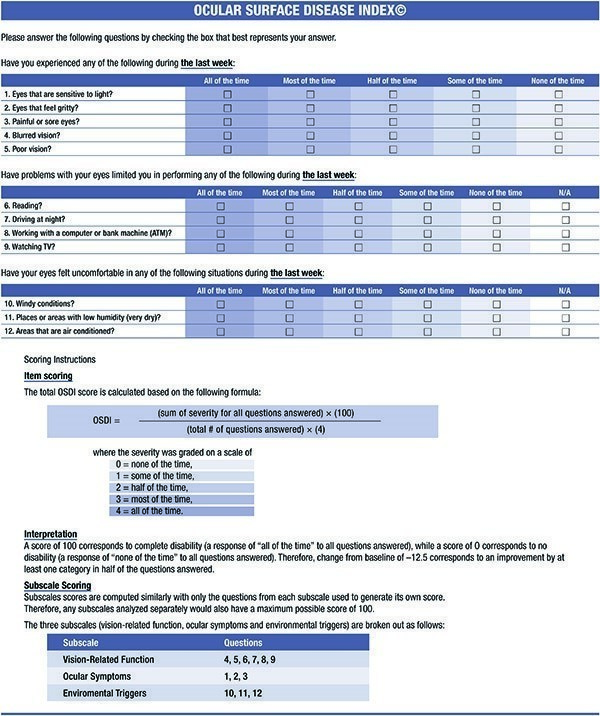 OCULAR SURFACE DISEASE INDEX©
Please answer the following questions by checking the box that best represents your answer.
Have you experienced any of the following during the last week:
All of the time Most of the time Half of the time Some of the time None of the time
1. Eyes that are sensitive to light?
2. Eyes that feel gritty?
3. Painful or sore eyes?
4. Blurred vision?
5. Poor vision?
Have problems with your eyes limited you in performing any of the following during the last week:
All of the time Most of the time Half of the time Some of the time None of the time N/A
6. Reading?
7. Driving at night?
8. Working with a computer or bank machine (ATM)?
9. Watching TV?
Have your eyes felt uncomfortable in any of the following situations during the last week:
All of the time Most of the time Half of the time Some of the time None of the time N/A
10. Windy conditions?
11. Places or areas with low humidity (very dry)?
12. Areas that are air conditioned?
Scoring Instructions
Item scoring
The total OSDI score is calculated based on the following formula:
OSDI = (sum of severity for all questions answered) × (100)
(total # of questions answered) × (4)
where the severity was graded on a scale of
0 = none of the time,
1 = some of the time,
2 = half of the time,
3 = most of the time,
4 = all of the time.
Interpretation
A score of 100 corresponds to complete disability (a response of “all of the time” to all questions answered), while a score of 0 corresponds to no
disability (a response of “none of the time” to all questions answered). Therefore, change from baseline of –12.5 corresponds to an improvement by at
least one category in half of the questions answered.
Subscale Scoring
Subscales scores are computed similarly with only the questions from each subscale used to generate its own score.
Therefore, any subscales analyzed separately would also have a maximum possible score of 100.
The three subscales (vision-related function, ocular symptoms and environmental triggers) are broken out as follows:
Subscale Questions
Vision-Related Function 4, 5, 6, 7, 8, 9
Ocular Symptoms 1, 2, 3
Enviromental Triggers 10, 11, 12